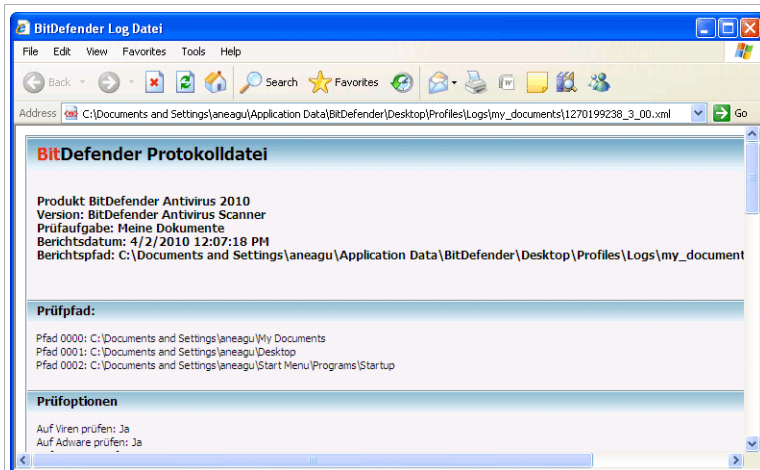 BitDefender Log Datei
File Edit View Favorites Tools Help
Back Search Favorites
Address C:\Documents and Settings\aneagu\Application Data\BitDefender\Desktop\Profiles\Logs\my_documents\1270199238_3_00.xml Go
BitDefender Protokolldatei
Produkt BitDefender Antivirus 2010
Version: BitDefender Antivirus Scanner
Prüfaufgabe: Meine Dokumente
Berichtsdatum: 4/2/2010 12:07:18 PM
Berichtspfad: C:\Documents and Settings\aneagu\Application Data\BitDefender\Desktop\Profiles\Logs\my_document
Prüfpfad:
Pfad 0000: C:\Documents and Settings\aneagu\My Documents
Pfad 0001: C:\Documents and Settings\aneagu\Desktop
Pfad 0002: C:\Documents and Settings\aneagu\Start Menu\Programs\Startup
Prüfoptionen
Auf Viren prüfen: Ja
Auf Adware prüfen: Ja